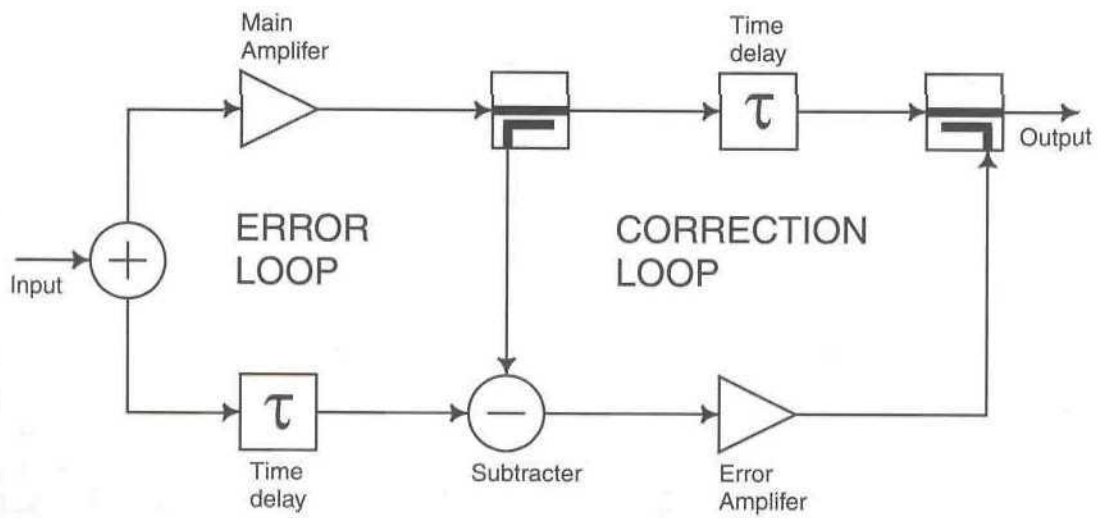 Main
Amplifer
Time
delay
τ
Output
+
Input
ERROR
LOOP
CORRECTION
LOOP
τ
−
Time
delay
Subtracter
Error
Amplifer